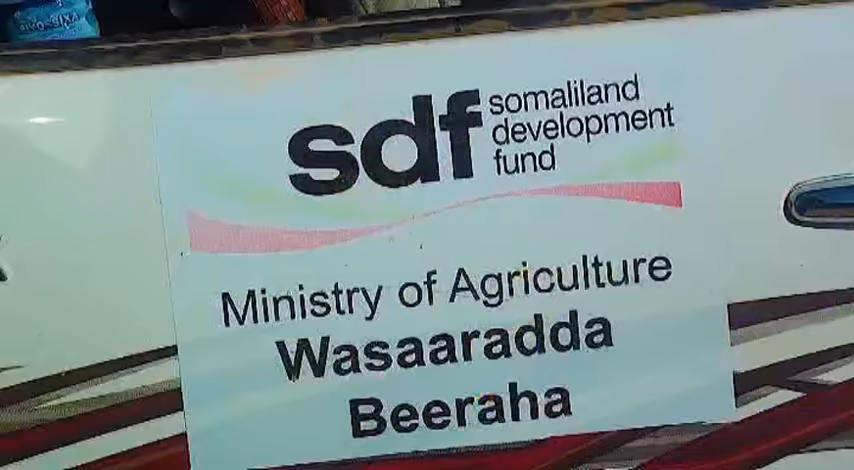 sdf somaliland
development
fund
Ministry of Agriculture
Wasaaradda
Beeraha